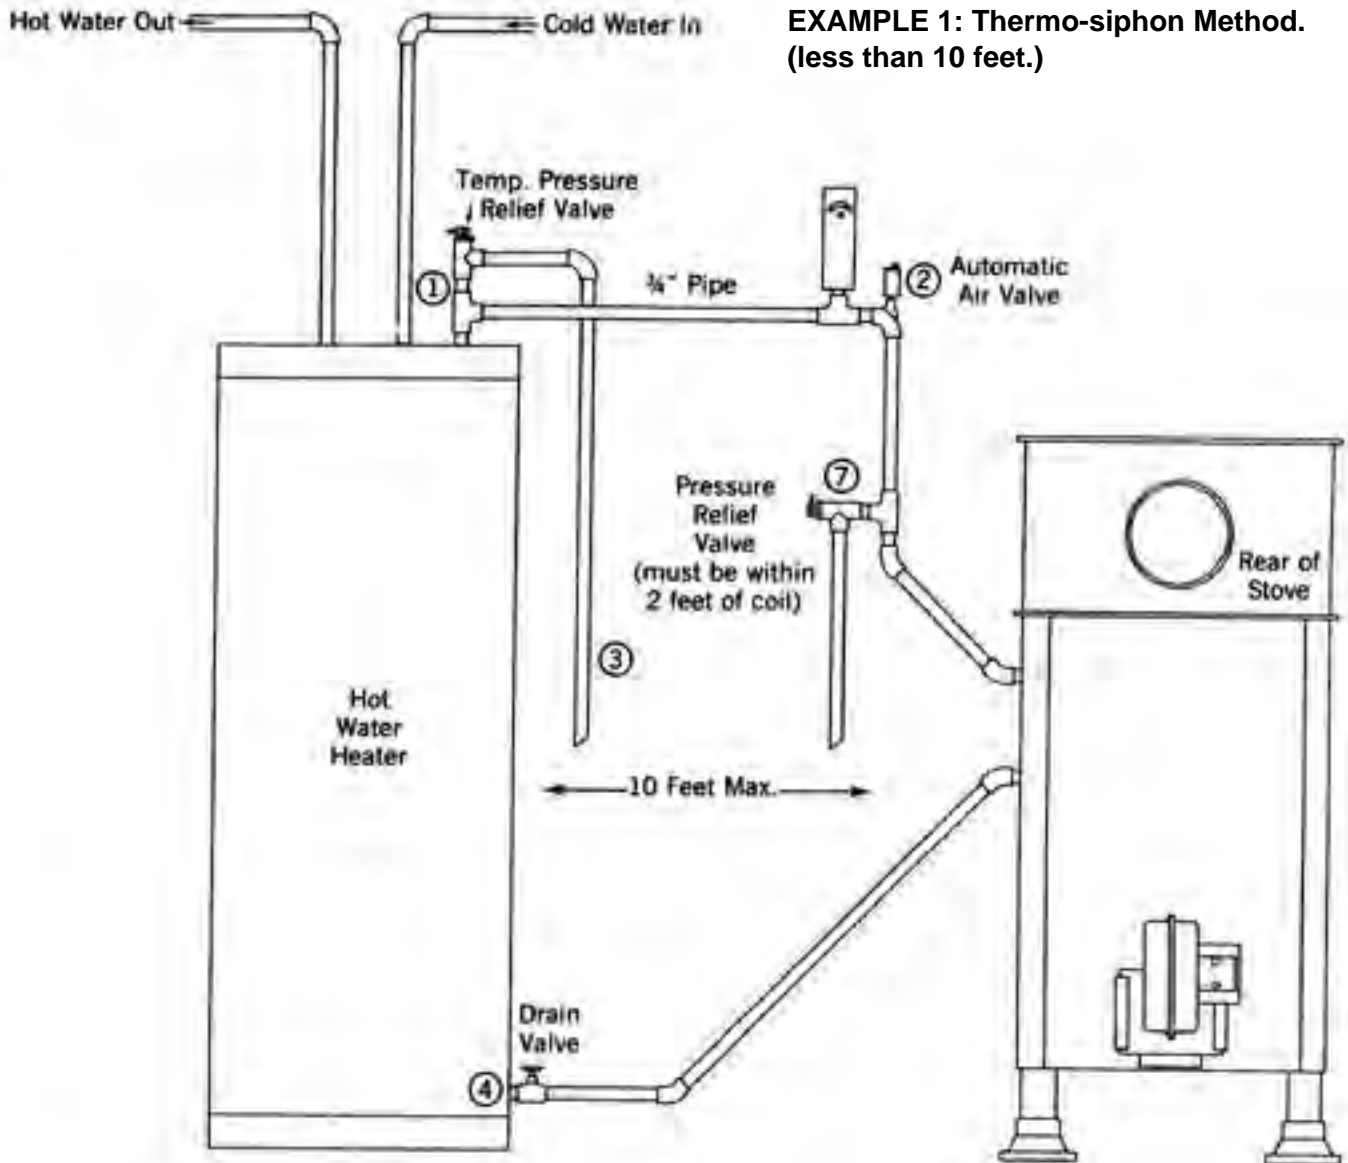 Hot Water Out
Cold Water In
EXAMPLE 1: Thermo-siphon Method.
(less than 10 feet.)
Temp. Pressure
Relief Valve
1
¾" Pipe
2
Automatic
Air Valve
7
Pressure
Relief
Valve
(must be within
2 feet of coil)
Rear of
Stove
3
Hot
Water
Heater
10 Feet Max.
Drain
Valve
4